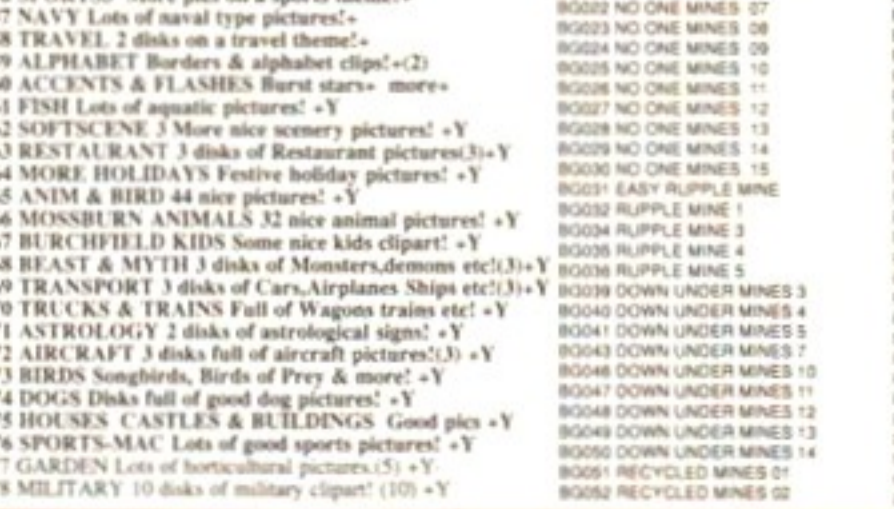 7 NAVY Lots of naval type pictures!+
8 TRAVEL 2 disks on a travel theme!+
9 ALPHABET Borders & alphabet clips!+(2)
0 ACCENTS & FLASHES Burst stars+ more+
1 FISH Lots of aquatic pictures! +Y
2 SOFTSCENE 3 More nice scenery pictures! +Y
3 RESTAURANT 3 disks of Restaurant pictures(3)+Y
4 MORE HOLIDAYS Festive holiday pictures! +Y
5 ANIM & BIRD 44 nice pictures! +Y
6 MOSSBURN ANIMALS 32 nice animal pictures! +Y
7 BURCHFIELD KIDS Some nice kids clipart! +Y
8 BEAST & MYTH 3 disks of Monsters,demons etc!(3)+Y
9 TRANSPORT 3 disks of Cars,Airplanes Ships etc!(3)+Y
0 TRUCKS & TRAINS Full of Wagons trains etc! +Y
1 ASTROLOGY 2 disks of astrological signs! +Y
2 AIRCRAFT 3 disks full of aircraft pictures!(3) +Y
3 BIRDS Songbirds, Birds of Prey & more! +Y
4 DOGS Disks full of good dog pictures! +Y
5 HOUSES CASTLES & BUILDINGS Good pics +Y
6 SPORTS-MAC Lots of good sports pictures! +Y
7 GARDEN Lots of horticultural pictures.(5) +Y
8 MILITARY 10 disks of military clipart! (10) +Y
BG022 NO ONE MINES 07
BG023 NO ONE MINES 08
BG024 NO ONE MINES 09
BG025 NO ONE MINES 10
BG026 NO ONE MINES 11
BG027 NO ONE MINES 12
BG028 NO ONE MINES 13
BG029 NO ONE MINES 14
BG030 NO ONE MINES 15
BG031 EASY RUPPLE MINE
BG032 RUPPLE MINE 1
BG034 RUPPLE MINE 3
BG035 RUPPLE MINE 4
BG036 RUPPLE MINE 5
BG039 DOWN UNDER MINES 3
BG040 DOWN UNDER MINES 4
BG041 DOWN UNDER MINES 5
BG043 DOWN UNDER MINES 7
BG046 DOWN UNDER MINES 10
BG047 DOWN UNDER MINES 11
BG048 DOWN UNDER MINES 12
BG049 DOWN UNDER MINES 13
BG050 DOWN UNDER MINES 14
BG051 RECYCLED MINES 01
BG052 RECYCLED MINES 02